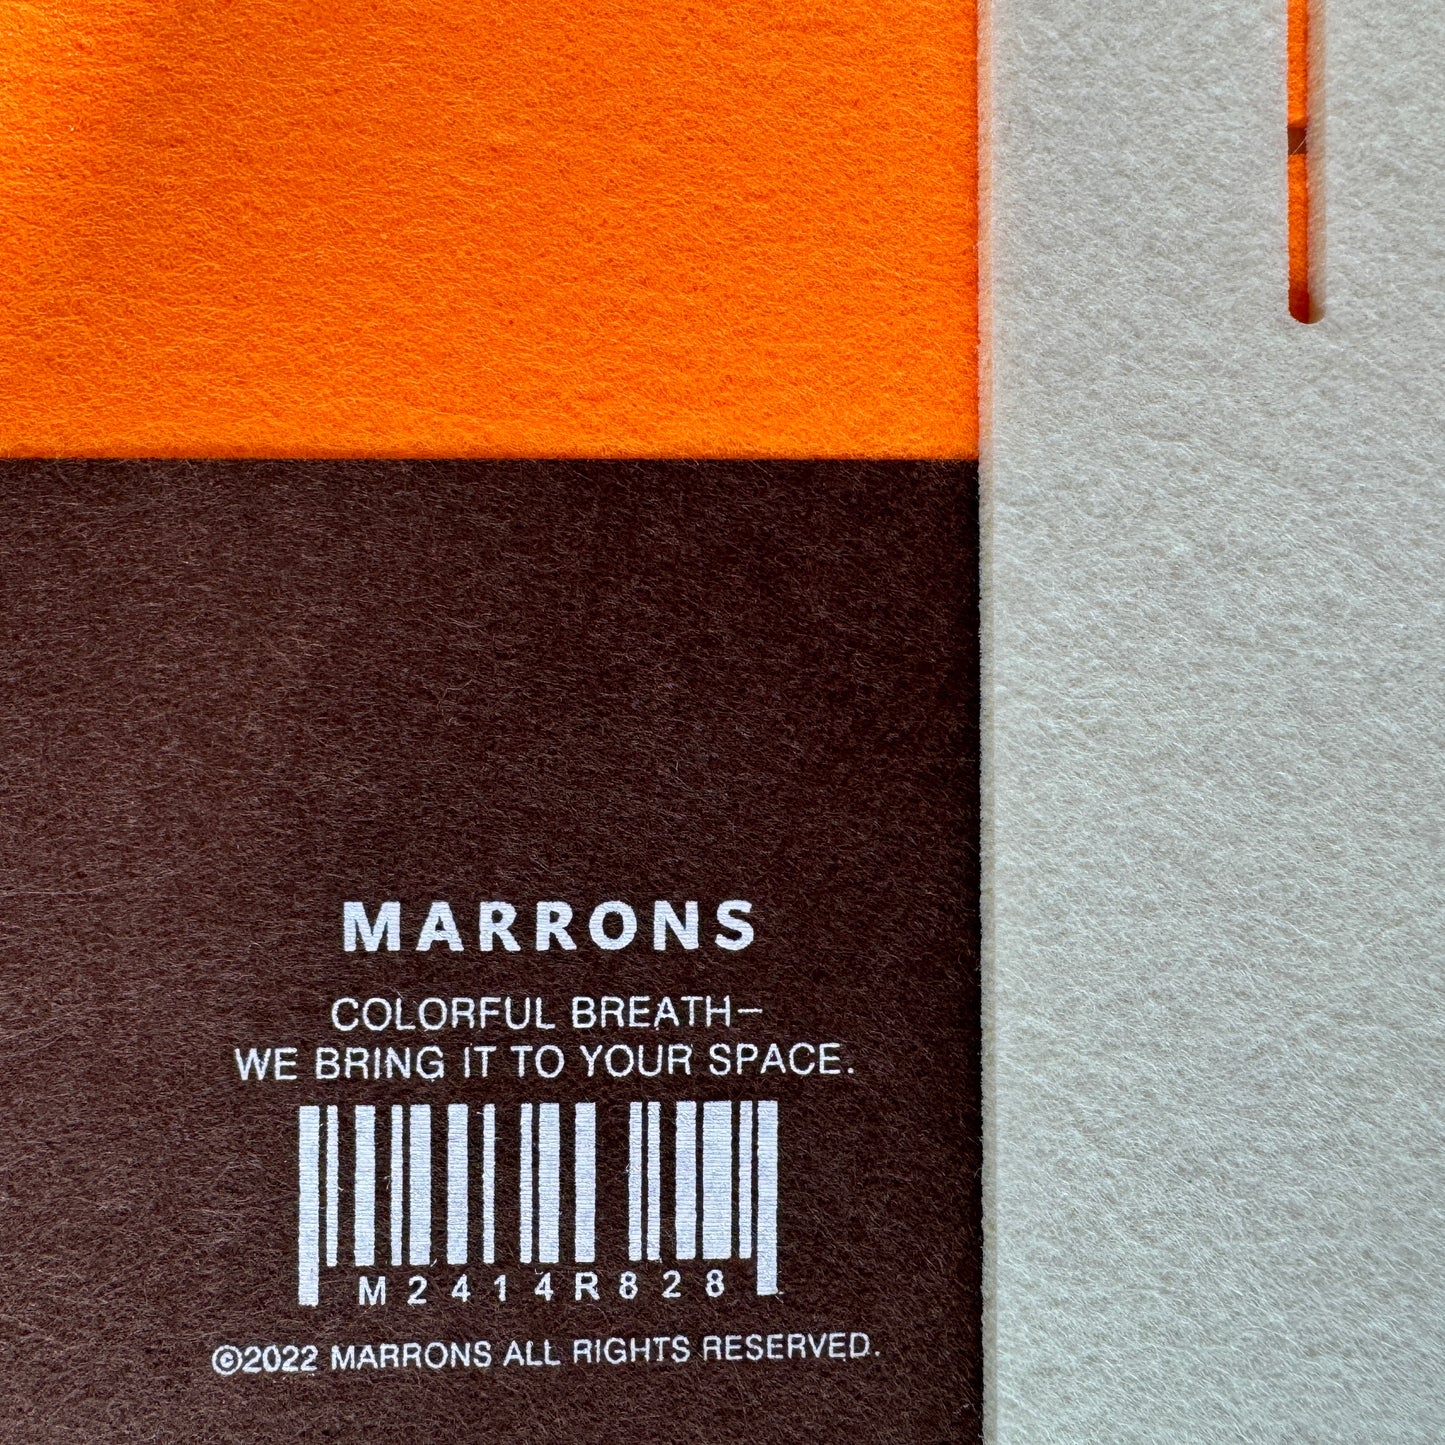 MARRONS
COLORFUL BREATH—
WE BRING IT TO YOUR SPACE.
M2414R828
©2022 MARRONS ALL RIGHTS RESERVED.